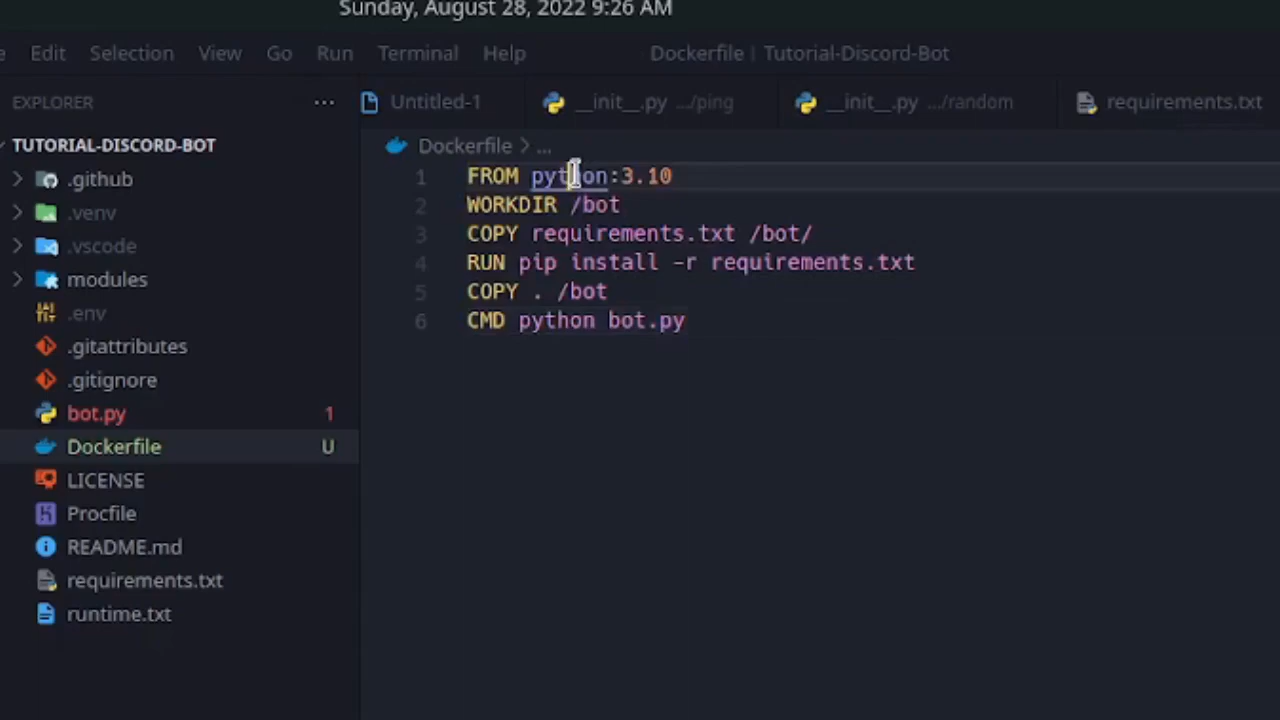 Sunday, August 28, 2022 9:26 AM
Edit Selection View Go Run Terminal Help Dockerfile | Tutorial-Discord-Bot
EXPLORER ···
Untitled-1 __init__.py .../ping __init__.py .../random requirements.txt
TUTORIAL-DISCORD-BOT
Dockerfile > ...
.github
.venv
.vscode
modules
.env
.gitattributes
.gitignore
bot.py 1
Dockerfile U
LICENSE
Procfile
README.md
requirements.txt
runtime.txt
1 FROM python:3.10
2 WORKDIR /bot
3 COPY requirements.txt /bot/
4 RUN pip install -r requirements.txt
5 COPY . /bot
6 CMD python bot.py